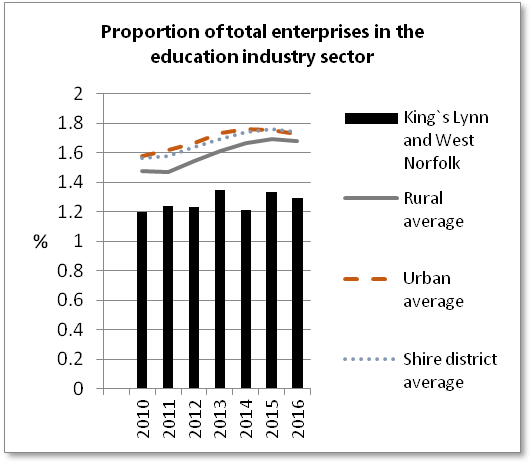 Proportion of total enterprises in the
education industry sector
2
1.8
1.6
1.4
1.2
1
0.8
0.6
0.4
0.2
0
%
2010
2011
2012
2013
2014
2015
2016
King`s Lynn
and West
Norfolk
Rural
average
Urban
average
Shire district
average